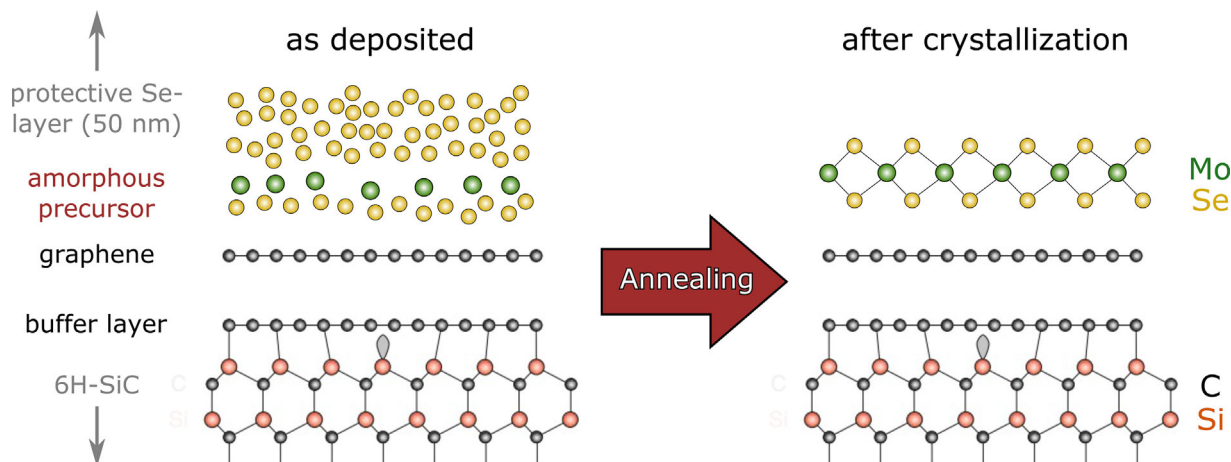 as deposited
after crystallization
protective Se-
layer (50 nm)
amorphous
precursor
Mo
Se
graphene
Annealing
buffer layer
6H-SiC
C
Si
C
Si
C
Si